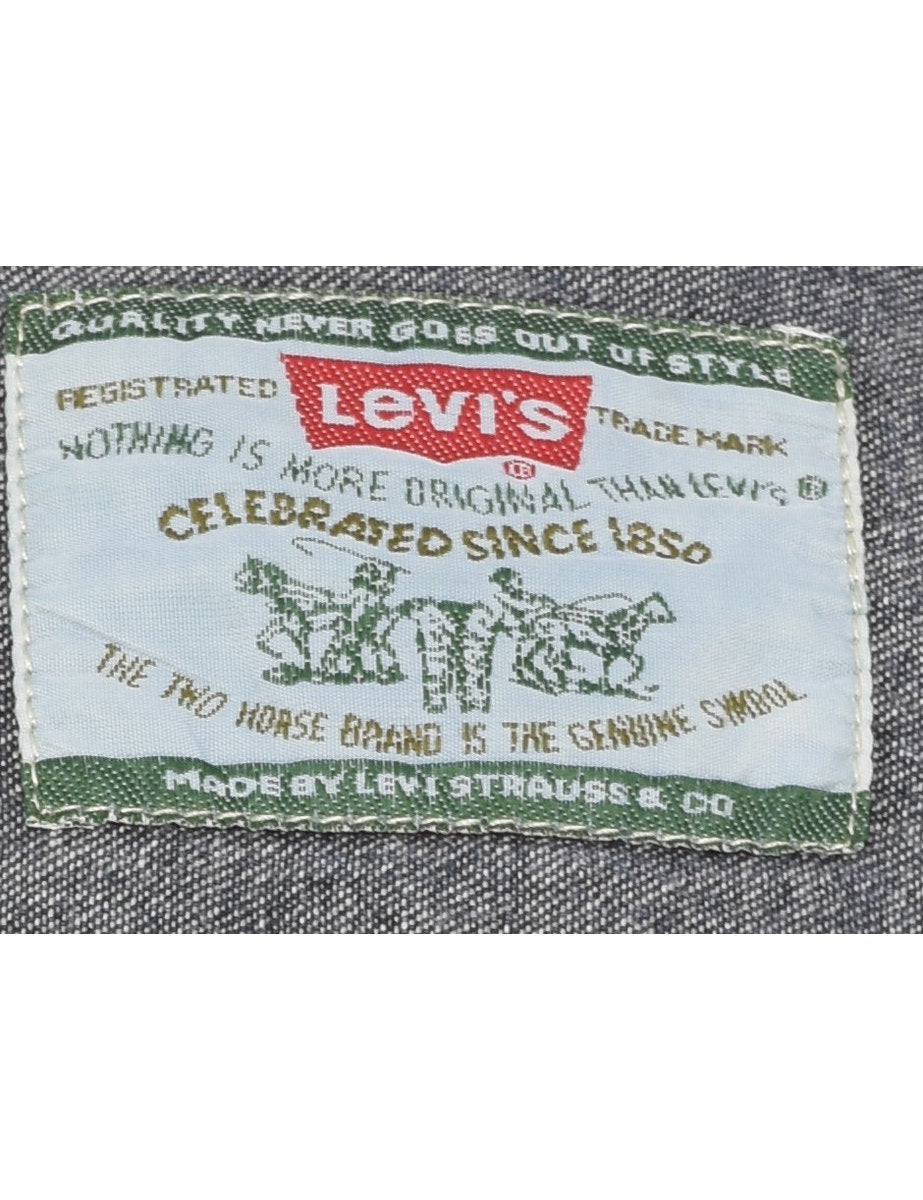 QUALITY NEVER GOES OUT OF STYLE
REGISTRATED LEVI'S TRADE MARK
®
NOTHING IS MORE ORIGINAL THAN LEVI'S ®
CELEBRATED SINCE 1850
THE TWO HORSE BRAND IS THE GENUINE SYMBOL
MADE BY LEVI STRAUSS & CO